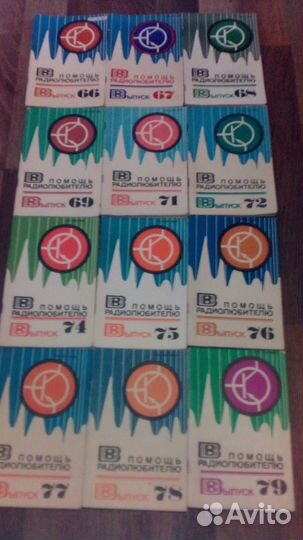 В ПОМОЩЬ
РАДИОЛЮБИТЕЛЮ
ВЫПУСК 66
В ПОМОЩЬ
РАДИОЛЮБИТЕЛЮ
ВЫПУСК 67
В ПОМОЩЬ
РАДИОЛЮБИТЕЛЮ
ВЫПУСК 68
В ПОМОЩЬ
РАДИОЛЮБИТЕЛЮ
ВЫПУСК 69
В ПОМОЩЬ
РАДИОЛЮБИТЕЛЮ
ВЫПУСК 71
В ПОМОЩЬ
РАДИОЛЮБИТЕЛЮ
ВЫПУСК 72
В ПОМОЩЬ
РАДИОЛЮБИТЕЛЮ
ВЫПУСК 74
В ПОМОЩЬ
РАДИОЛЮБИТЕЛЮ
ВЫПУСК 75
В ПОМОЩЬ
РАДИОЛЮБИТЕЛЮ
ВЫПУСК 76
В ПОМОЩЬ
РАДИОЛЮБИТЕЛЮ
ВЫПУСК 77
В ПОМОЩЬ
РАДИОЛЮБИТЕЛЮ
ВЫПУСК 78
В ПОМОЩЬ
РАДИОЛЮБИТЕЛЮ
ВЫПУСК 79
Avito